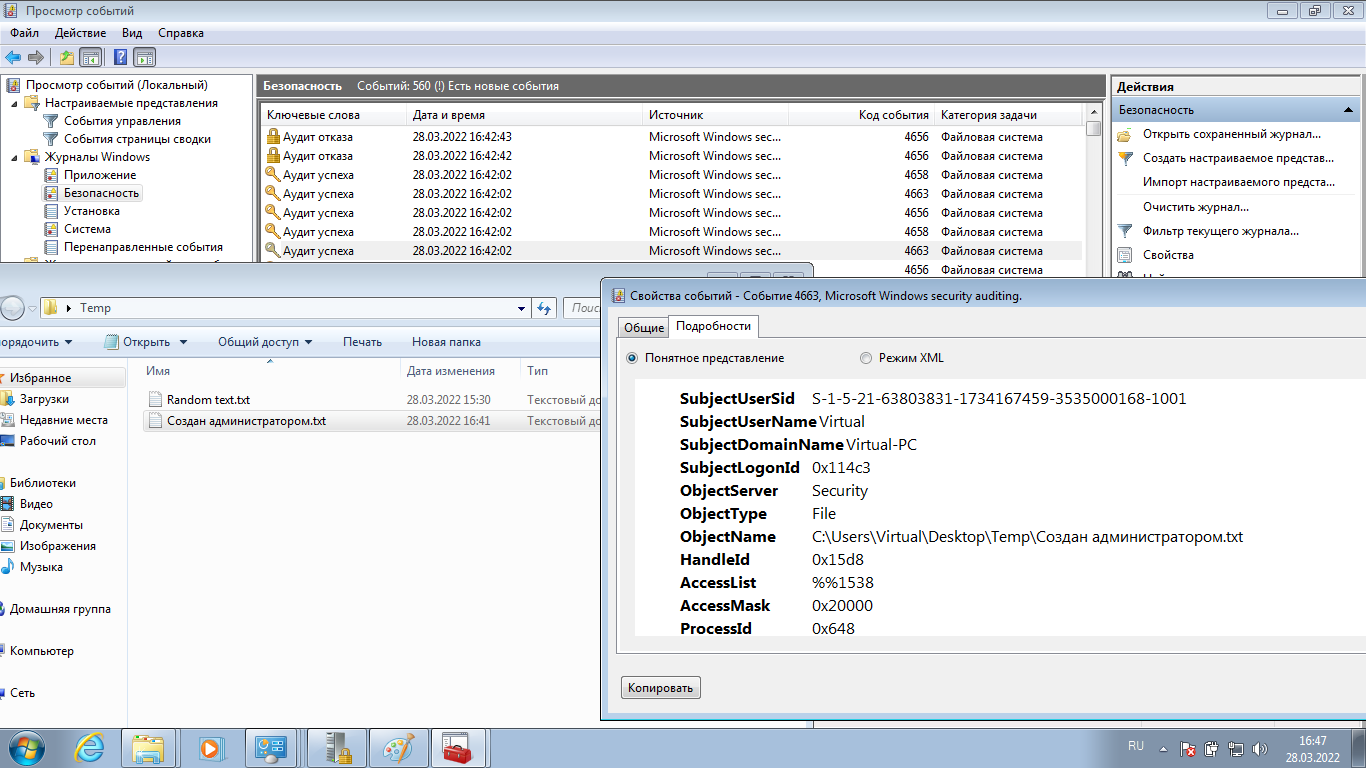 Просмотр событий
Файл Действие Вид Справка
Просмотр событий (Локальный)
Настраиваемые представления
События управления
События страницы сводки
Журналы Windows
Приложение
Безопасность
Установка
Система
Перенаправленные события
Безопасность Событий: 560 (!) Есть новые события
Ключевые слова Дата и время Источник Код события Категория задачи
Аудит отказа 28.03.2022 16:42:43 Microsoft Windows sec... 4656 Файловая система
Аудит отказа 28.03.2022 16:42:42 Microsoft Windows sec... 4656 Файловая система
Аудит успеха 28.03.2022 16:42:02 Microsoft Windows sec... 4658 Файловая система
Аудит успеха 28.03.2022 16:42:02 Microsoft Windows sec... 4663 Файловая система
Аудит успеха 28.03.2022 16:42:02 Microsoft Windows sec... 4656 Файловая система
Аудит успеха 28.03.2022 16:42:02 Microsoft Windows sec... 4658 Файловая система
Аудит успеха 28.03.2022 16:42:02 Microsoft Windows sec... 4663 Файловая система
4656 Файловая система
Действия
Безопасность
Открыть сохраненный журнал...
Создать настраиваемое представ...
Импорт настраиваемого предста...
Очистить журнал...
Фильтр текущего журнала...
Свойства
Temp
Поис
орядочить Открыть Общий доступ Печать Новая папка
Избранное
Загрузки
Недавние места
Рабочий стол
Библиотеки
Видео
Документы
Изображения
Музыка
Домашняя группа
Компьютер
Сеть
Имя Дата изменения Тип
Random text.txt 28.03.2022 15:30 Текстовый до
Создан администратором.txt 28.03.2022 16:41 Текстовый до
Свойства событий - Событие 4663, Microsoft Windows security auditing.
Общие Подробности
Понятное представление Режим XML
SubjectUserSid S-1-5-21-63803831-1734167459-3535000168-1001
SubjectUserName Virtual
SubjectDomainName Virtual-PC
SubjectLogonId 0x114c3
ObjectServer Security
ObjectType File
ObjectName C:\Users\Virtual\Desktop\Temp\Создан администратором.txt
HandleId 0x15d8
AccessList %%1538
AccessMask 0x20000
ProcessId 0x648
Копировать
RU
16:47
28.03.2022